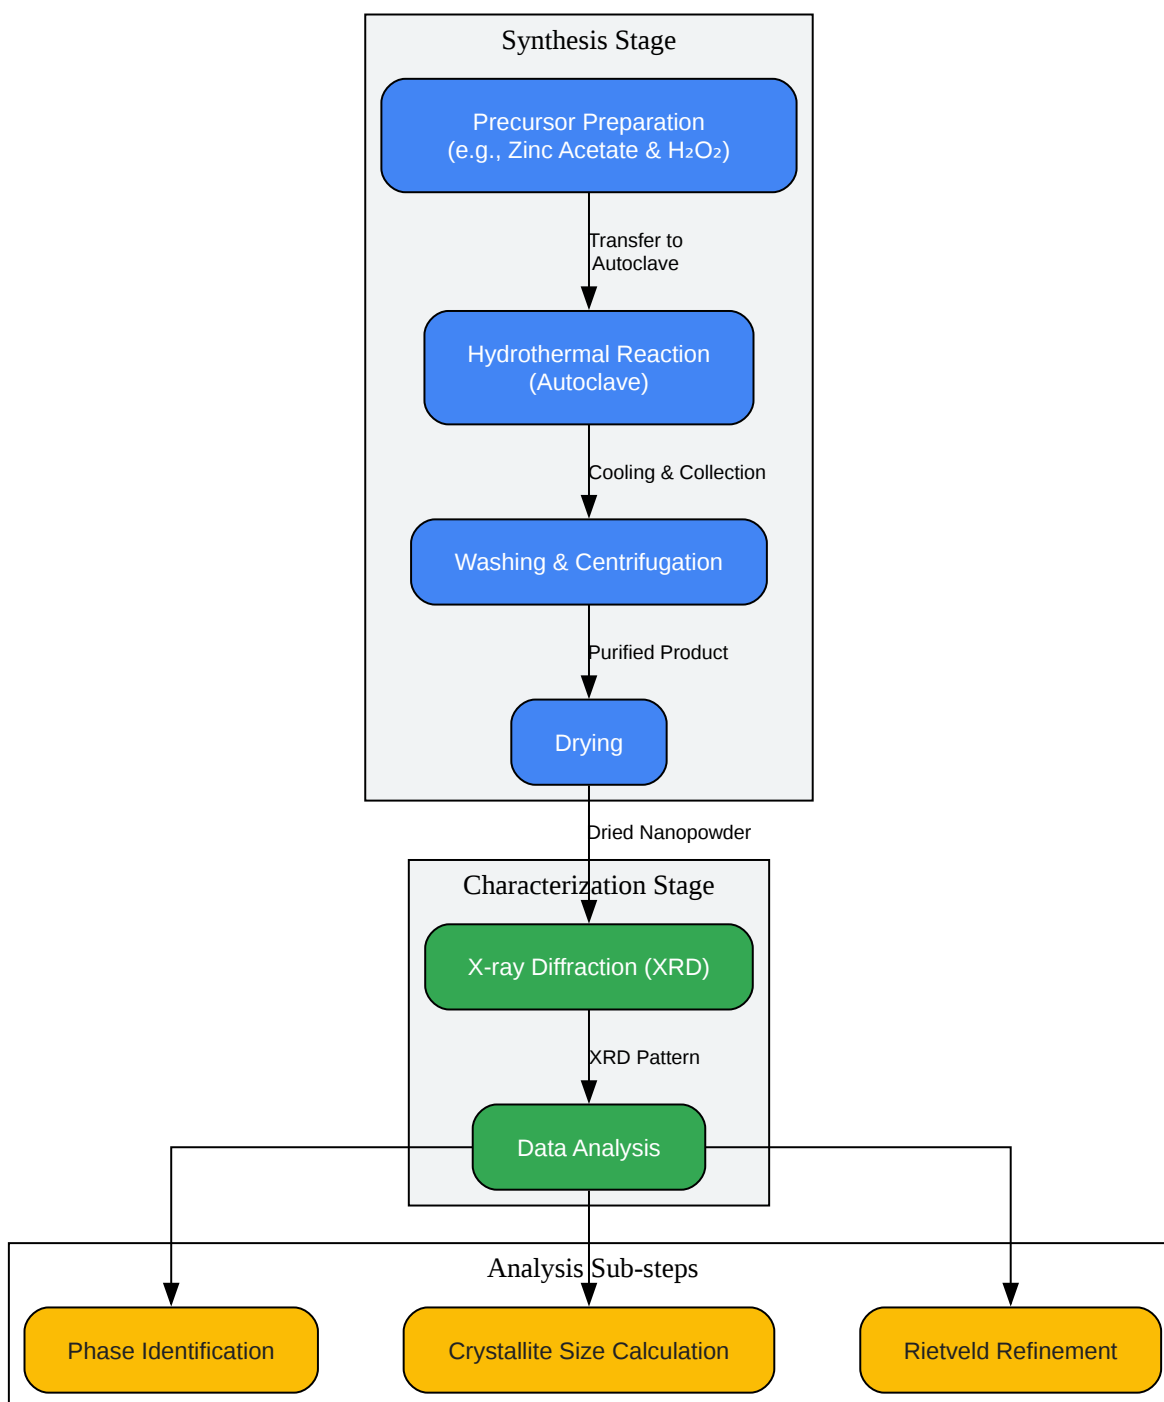 Synthesis Stage
Precursor Preparation
(e.g., Zinc Acetate & H₂O₂)
Transfer to
Autoclave
Hydrothermal Reaction
(Autoclave)
Cooling & Collection
Washing & Centrifugation
Purified Product
Drying
Dried Nanopowder
Characterization Stage
X-ray Diffraction (XRD)
XRD Pattern
Data Analysis
Analysis Sub-steps
Phase Identification
Crystallite Size Calculation
Rietveld Refinement